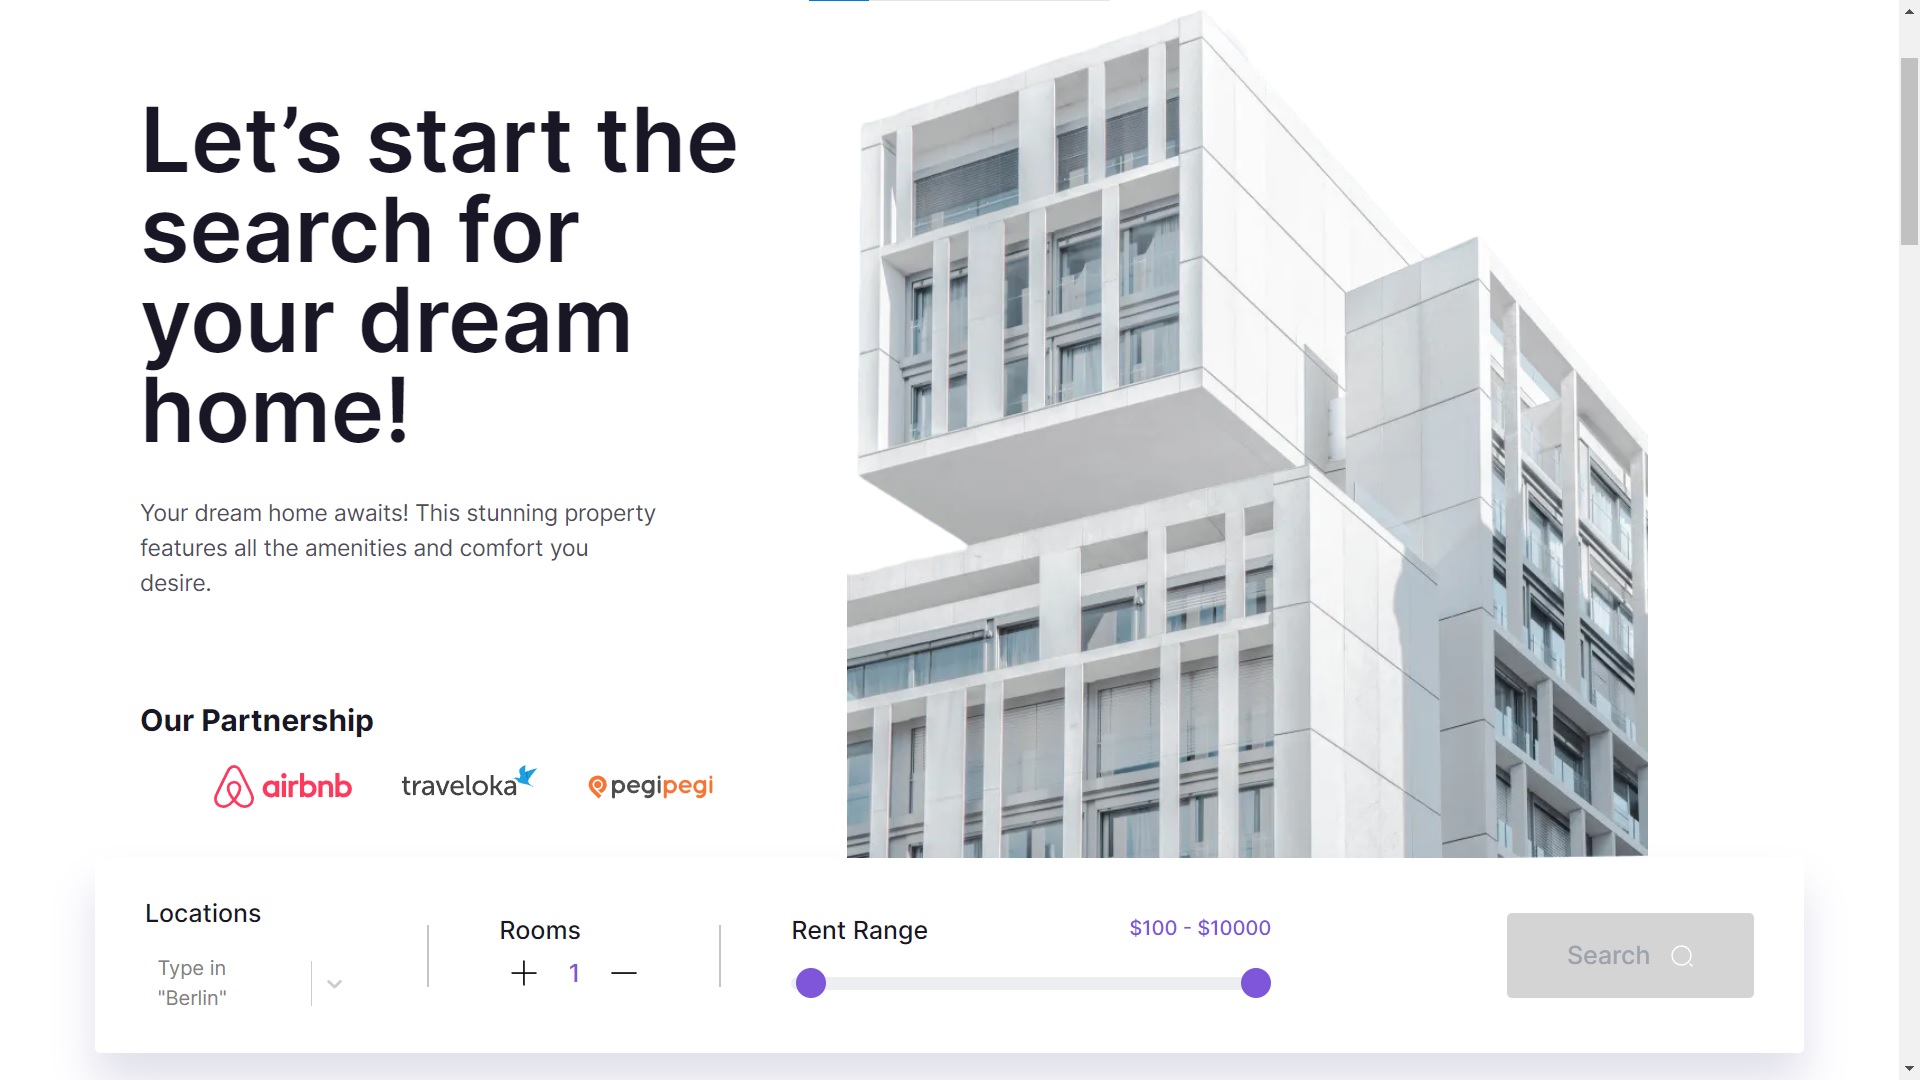 Let’s start the
search for
your dream
home!
Your dream home awaits! This stunning property
features all the amenities and comfort you
desire.
Our Partnership
airbnb
traveloka
pegipegi
Locations
Type in
"Berlin"
Rooms
1
Rent Range
$100 - $10000
Search